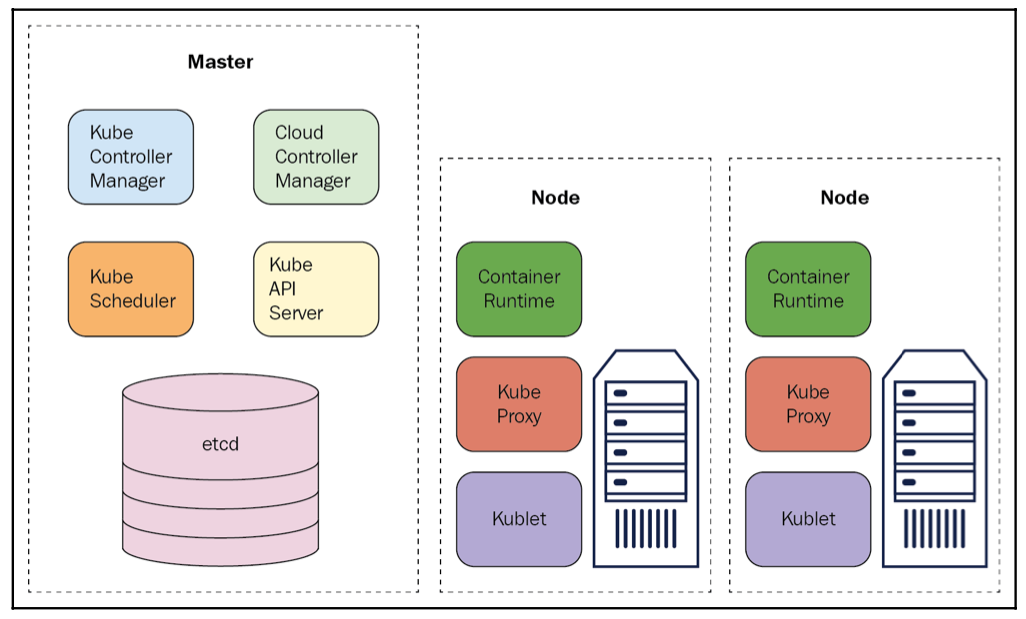 Master
Kube
Controller
Manager
Cloud
Controller
Manager
Kube
Scheduler
Kube
API
Server
etcd
Node
Container
Runtime
Kube
Proxy
Kublet
Node
Container
Runtime
Kube
Proxy
Kublet